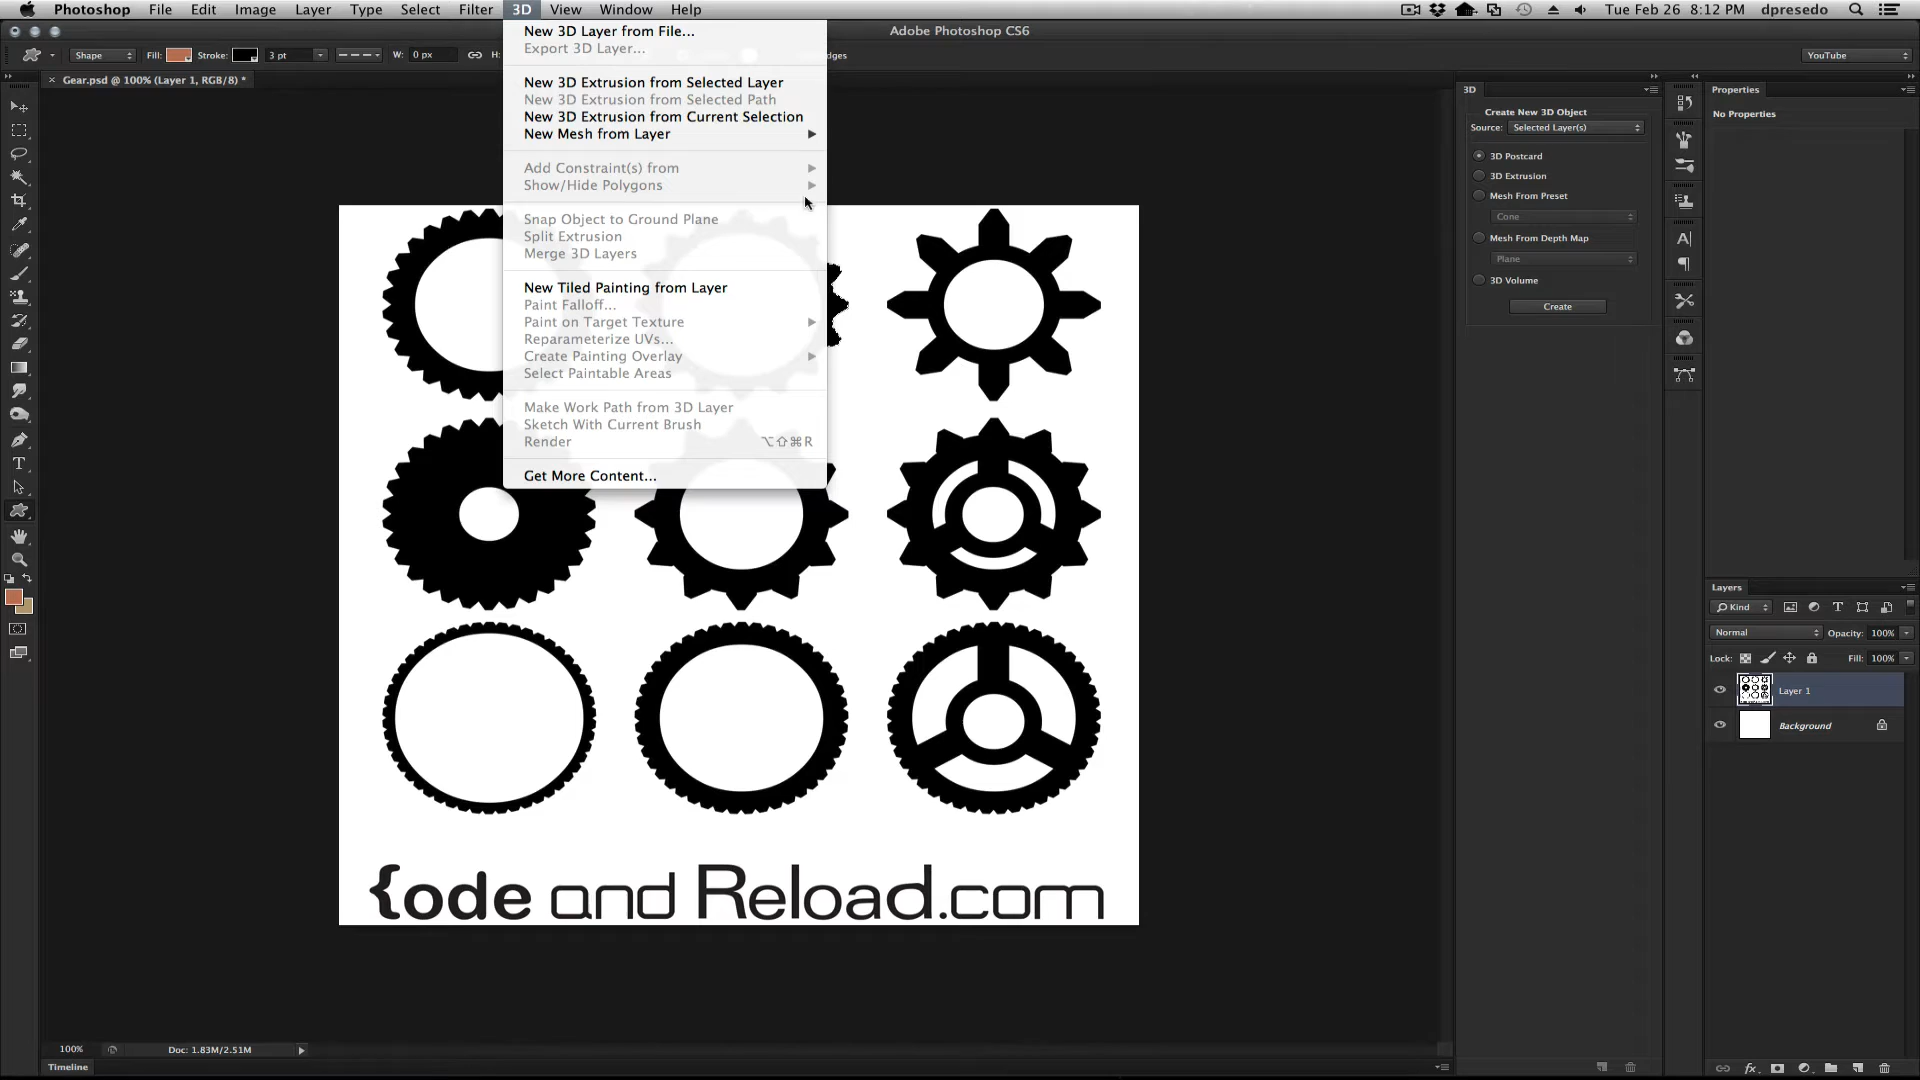 Photoshop File Edit Image Layer Type Select Filter 3D View Window Help Tue Feb 26 8:12 PM dpresedo
Adobe Photoshop CS6
Shape Fill: Stroke: 3 pt W: 0 px H: YouTube
× Gear.psd @ 100% (Layer 1, RGB/8) *
New 3D Layer from File...
Export 3D Layer...
New 3D Extrusion from Selected Layer
New 3D Extrusion from Selected Path
New 3D Extrusion from Current Selection
New Mesh from Layer
Add Constraint(s) from
Show/Hide Polygons
Snap Object to Ground Plane
Split Extrusion
Merge 3D Layers
New Tiled Painting from Layer
Paint Falloff...
Paint on Target Texture
Reparameterize UVs...
Create Painting Overlay
Select Paintable Areas
Make Work Path from 3D Layer
Sketch With Current Brush
Render ⌥⇧⌘R
Get More Content...
{ode and Reload.com
3D
Create New 3D Object
Source: Selected Layer(s)
3D Postcard
3D Extrusion
Mesh From Preset
Cone
Mesh From Depth Map
Plane
3D Volume
Create
Properties
No Properties
Layers
Kind
Normal Opacity: 100%
Lock: Fill: 100%
Layer 1
Background
100% Doc: 1.83M/2.51M
Timeline